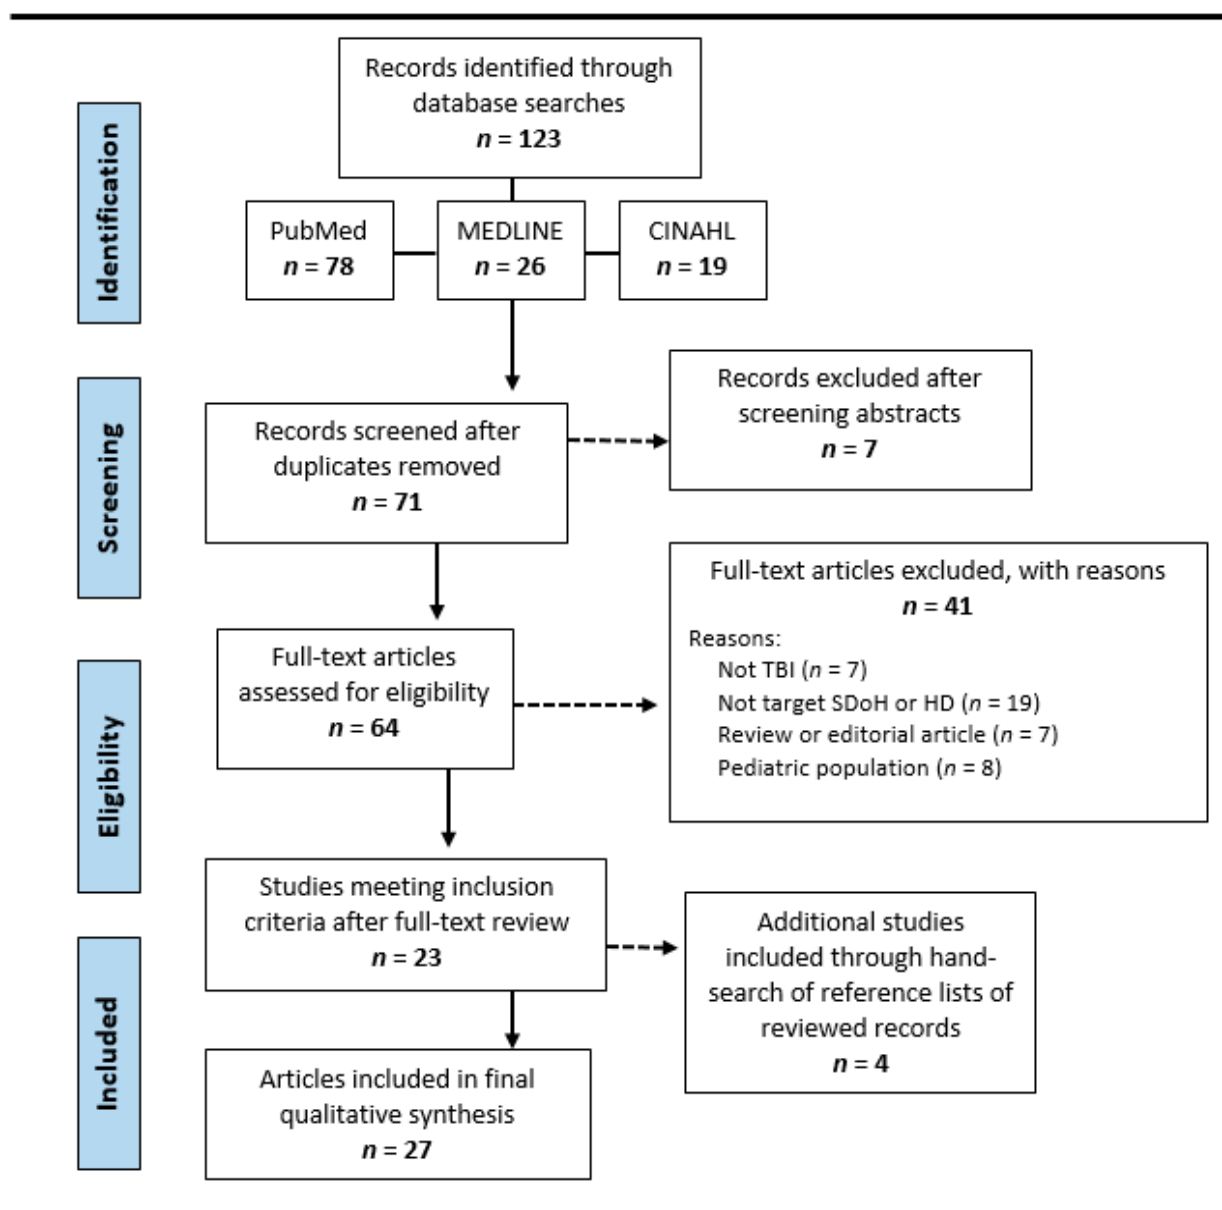 Identification
Records identified through
database searches
n = 123
PubMed
n = 78
MEDLINE
n = 26
CINAHL
n = 19
Screening
Records screened after
duplicates removed
n = 71
Records excluded after
screening abstracts
n = 7
Eligibility
Full-text articles
assessed for eligibility
n = 64
Full-text articles excluded, with reasons
n = 41
Reasons:
Not TBI (n = 7)
Not target SDoH or HD (n = 19)
Review or editorial article (n = 7)
Pediatric population (n = 8)
Included
Studies meeting inclusion
criteria after full-text review
n = 23
Additional studies
included through hand-
search of reference lists of
reviewed records
n = 4
Articles included in final
qualitative synthesis
n = 27